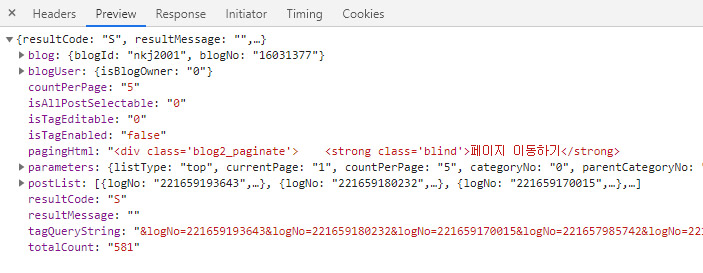 Headers Preview Response Initiator Timing Cookies
{resultCode: "S", resultMessage: "",…}
blog: {blogId: "nkj2001", blogNo: "16031377"}
blogUser: {isBlogOwner: "0"}
countPerPage: "5"
isAllPostSelectable: "0"
isTagEditable: "0"
isTagEnabled: "false"
pagingHtml: "<div class='blog2_paginate'> <strong class='blind'>페이지 이동하기</strong>
parameters: {listType: "top", currentPage: "1", countPerPage: "5", categoryNo: "0", parentCategoryNo: "
postList: [{logNo: "221659193643",…}, {logNo: "221659180232",…}, {logNo: "221659170015",…},…]
resultCode: "S"
resultMessage: ""
tagQueryString: "&logNo=221659193643&logNo=221659180232&logNo=221659170015&logNo=221657985742&logNo=221
totalCount: "581"